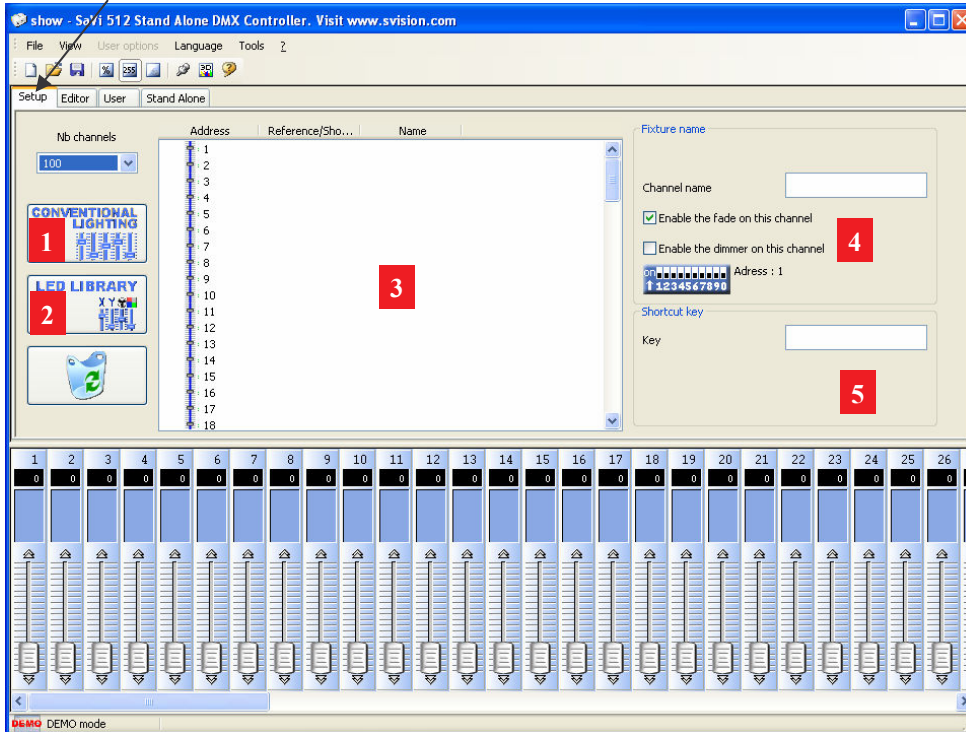 show - SaVi 512 Stand Alone DMX Controller. Visit www.svision.com
File View User options Language Tools ?
% 255 3D
Setup Editor User Stand Alone
Nb channels
100
CONVENTIONAL
LIGHTING
1
LED LIBRARY
X Y
2
Address Reference/Sho... Name
: 1
: 2
: 3
: 4
: 5
: 6
: 7
: 8
: 9
: 10
: 11
: 12
: 13
: 14
: 15
: 16
: 17
: 18
3
Fixture name
Channel name
Enable the fade on this channel
4
Enable the dimmer on this channel
on
1234567890
Adress : 1
Shortcut key
Key
5
1 2 3 4 5 6 7 8 9 10 11 12 13 14 15 16 17 18 19 20 21 22 23 24 25 26
0 0 0 0 0 0 0 0 0 0 0 0 0 0 0 0 0 0 0 0 0 0 0 0 0 0
DEMO DEMO mode